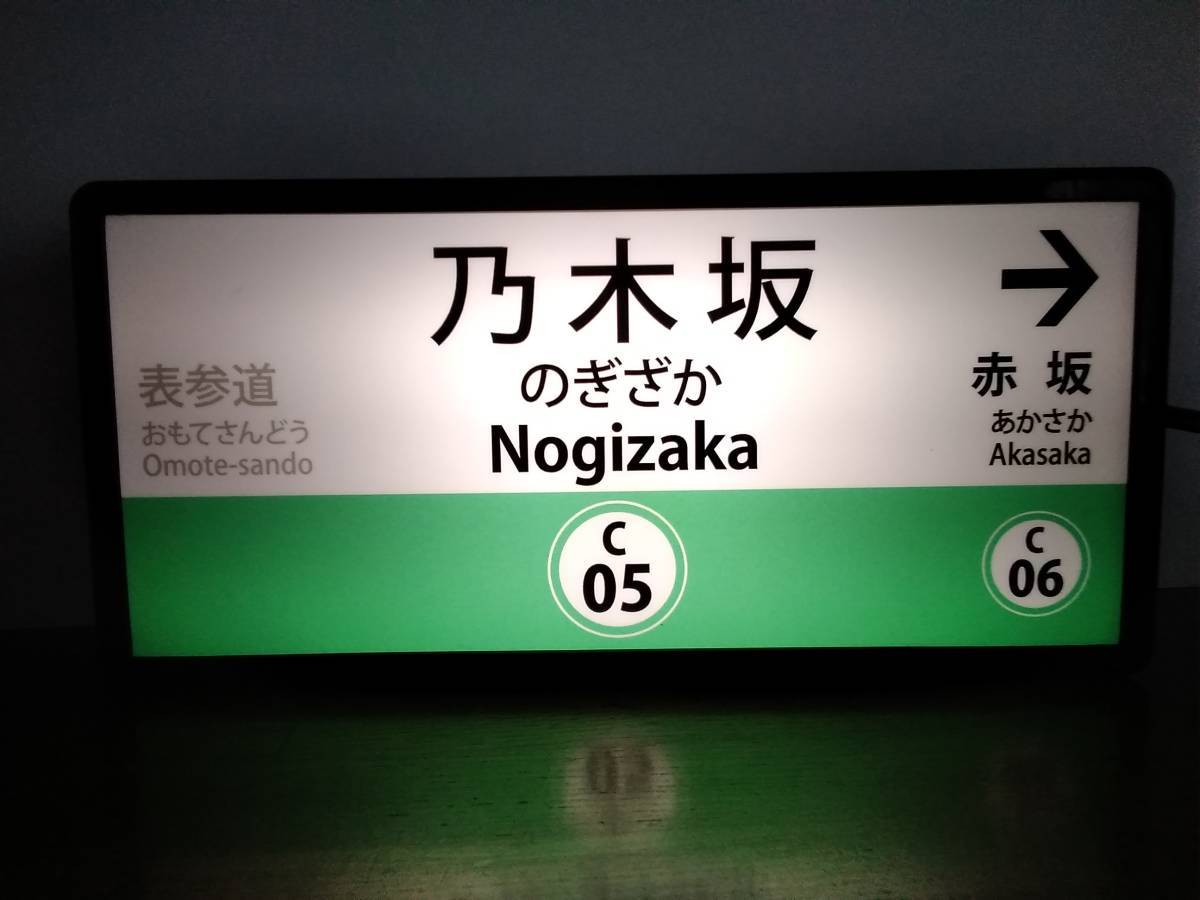 乃木坂
のぎざか
Nogizaka
表参道
おもてさんどう
Omote-sando
→
赤坂
あかさか
Akasaka
C
05
C
06